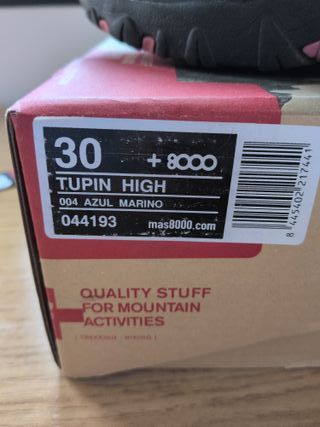 30 +8000
TUPIN HIGH
004 AZUL MARINO
044193 mas8000.com
8 445402 217441
QUALITY STUFF
FOR MOUNTAIN
ACTIVITIES
[ TREKKING - HIKING ]